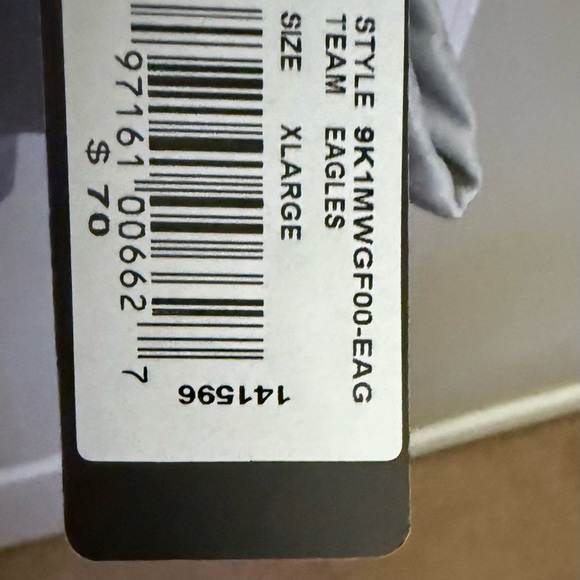 STYLE 9K1MWGF00-EAG
TEAM EAGLES
SIZE XLARGE
97161 00662 7
$ 70
141596